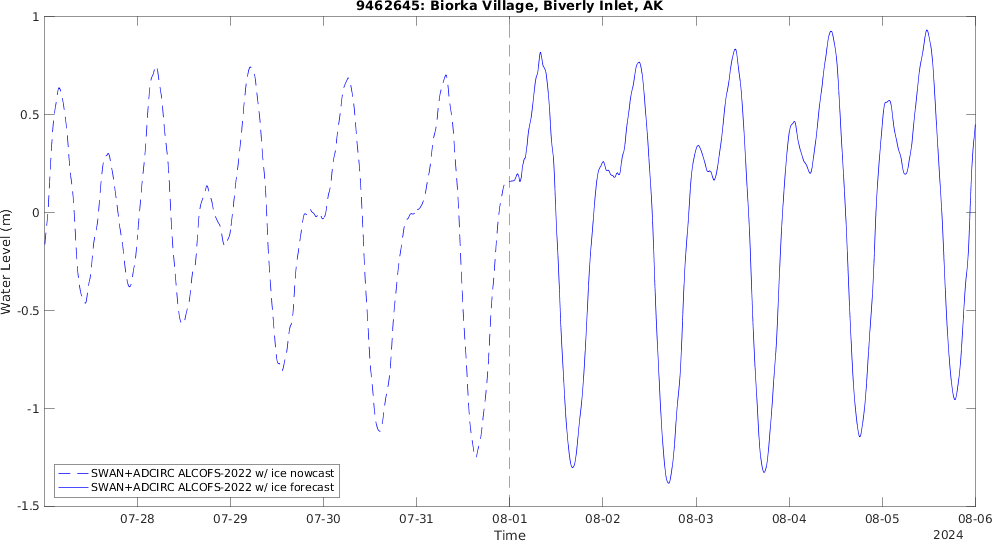 9462645: Biorka Village, Biverly Inlet, AK
1
0.5
0
-0.5
-1
-1.5
Water Level (m)
SWAN+ADCIRC ALCOFS-2022 w/ ice nowcast
SWAN+ADCIRC ALCOFS-2022 w/ ice forecast
07-28 07-29 07-30 07-31 08-01 08-02 08-03 08-04 08-05 08-06
Time
2024